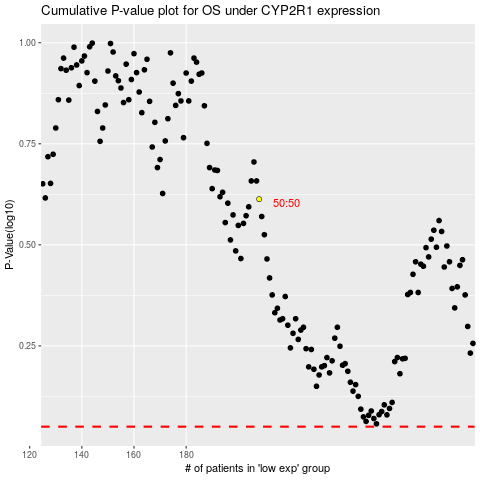 Cumulative P-value plot for OS under CYP2R1 expression
P-Value(log10)
1.00
0.75
0.50
0.25
50:50
120 140 160 180
# of patients in 'low exp' group